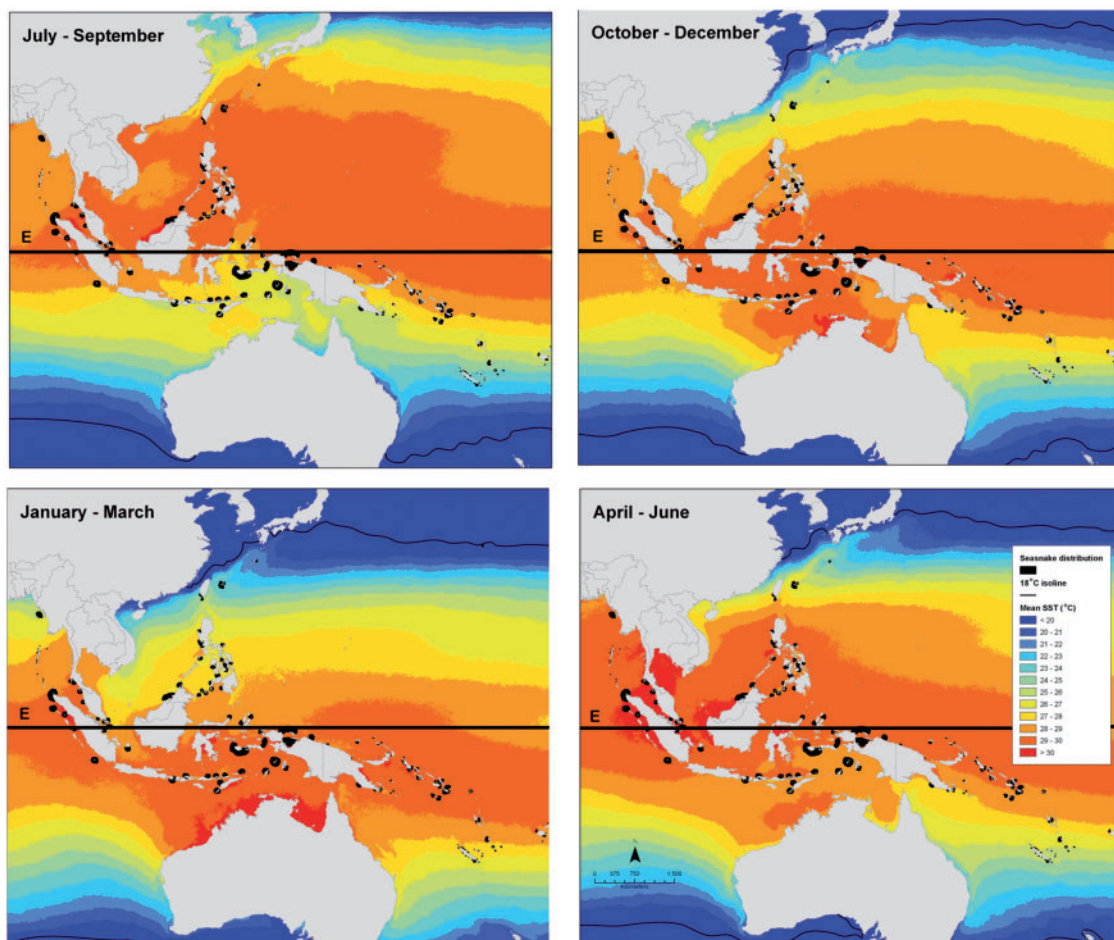 July - September
E
October - December
E
January - March
E
April - June
E
Seasnake distribution
18°C isoline
Mean SST (°C)
< 20
20 - 21
21 - 22
22 - 23
23 - 24
24 - 25
25 - 26
26 - 27
27 - 28
28 - 29
29 - 30
> 30
0 375 750 1 500
Kilometers